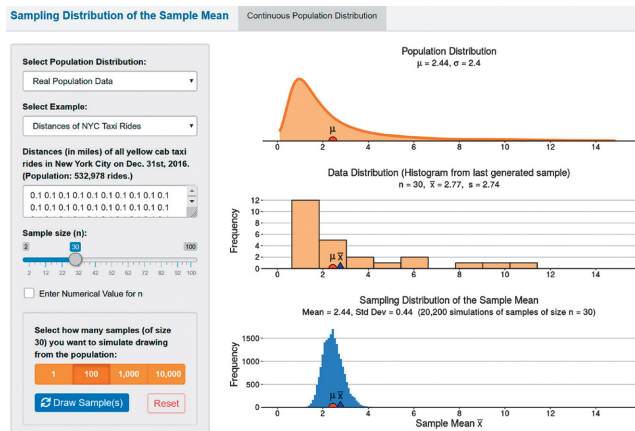 Sampling Distribution of the Sample Mean
Continuous Population Distribution
Select Population Distribution:
Real Population Data
Select Example:
Distances of NYC Taxi Rides
Distances (in miles) of all yellow cab taxi
rides in New York City on Dec. 31st, 2016.
(Population: 532,978 rides.)
0.1 0.1 0.1 0.1 0.1 0.1 0.1 0.1 0.1 0.1
0.1 0.1 0.1 0.1 0.1 0.1 0.1 0.1 0.1 0.1
Sample size (n):
2 30 100
2 12 22 32 42 52 62 72 82 92 100
Enter Numerical Value for n
Select how many samples (of size
30) you want to simulate drawing
from the population:
1 100 1,000 10,000
Draw Sample(s) Reset
Population Distribution
μ = 2.44, σ = 2.4
μ
0 2 4 6 8 10 12 14
Data Distribution (Histogram from last generated sample)
n = 30, x̅ = 2.77, s = 2.74
Frequency
12
10
8
6
4
2
0
μ x̅
0 2 4 6 8 10 12 14
Sampling Distribution of the Sample Mean
Mean = 2.44, Std Dev = 0.44 (20,200 simulations of samples of size n = 30)
Frequency
1500
1000
500
0
μ x̅
0 2 4 6 8 10 12 14
Sample Mean x̅